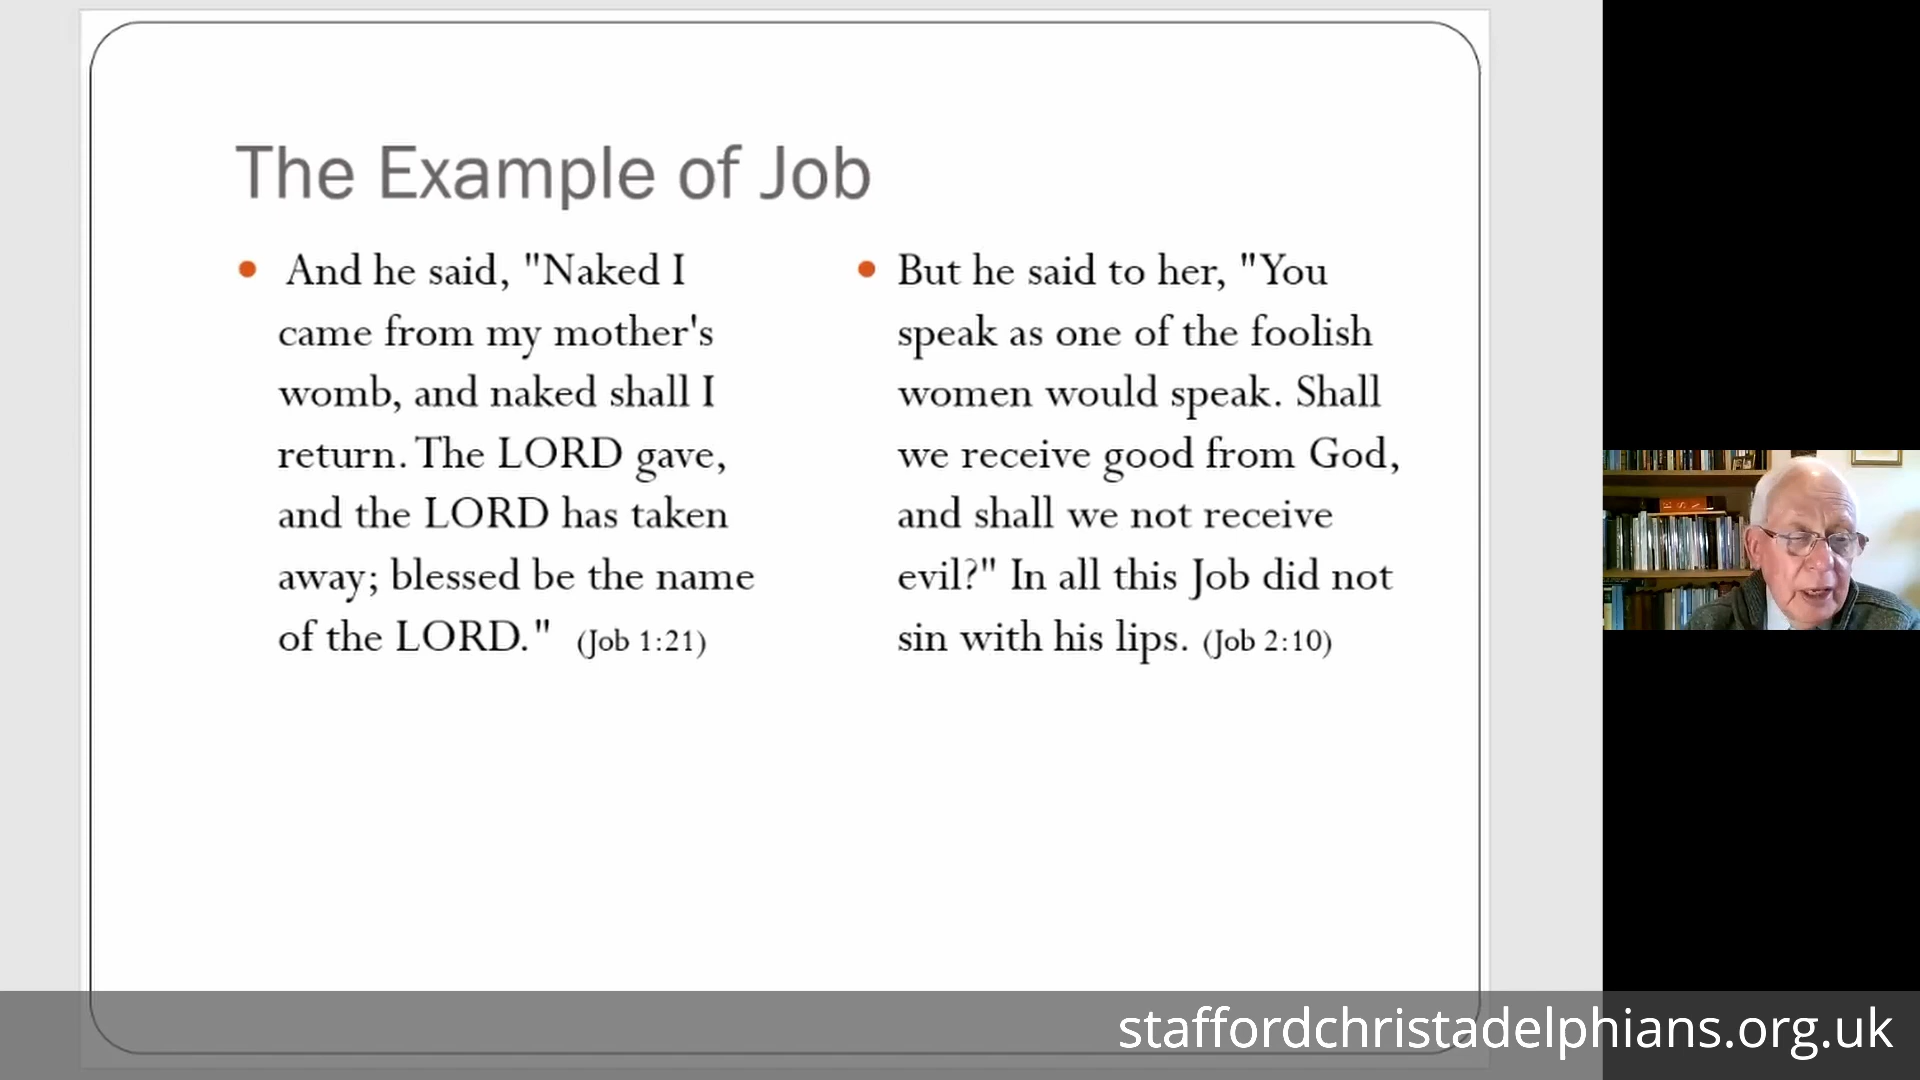 The Example of Job
And he said, "Naked I
came from my mother's
womb, and naked shall I
return. The LORD gave,
and the LORD has taken
away; blessed be the name
of the LORD." (Job 1:21)
But he said to her, "You
speak as one of the foolish
women would speak. Shall
we receive good from God,
and shall we not receive
evil?" In all this Job did not
sin with his lips. (Job 2:10)
staffordchristadelphians.org.uk